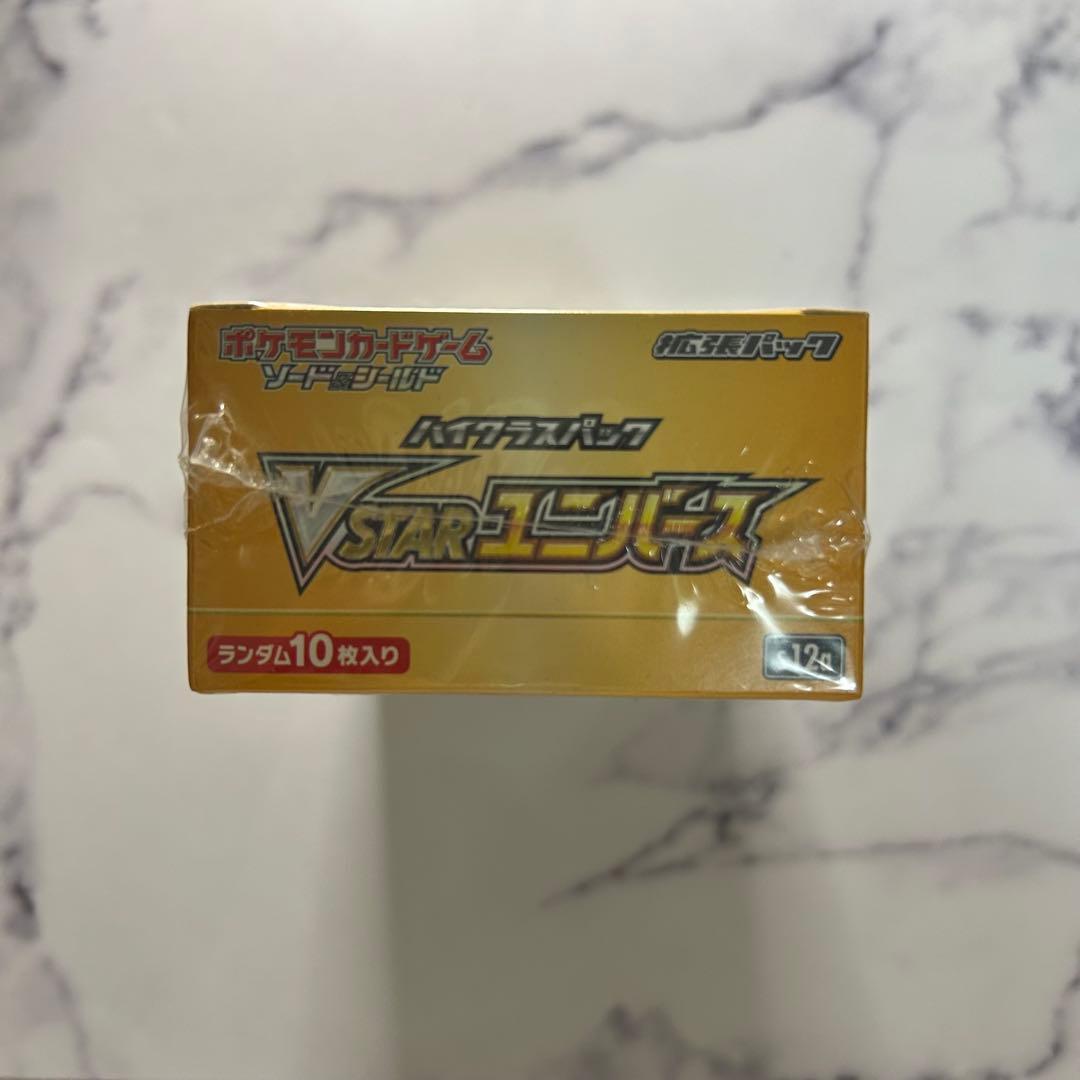 ポケモンカードゲーム
ソード&シールド
拡張パック
ハイクラスパック
VSTARユニバース
ランダム10枚入り
s12a